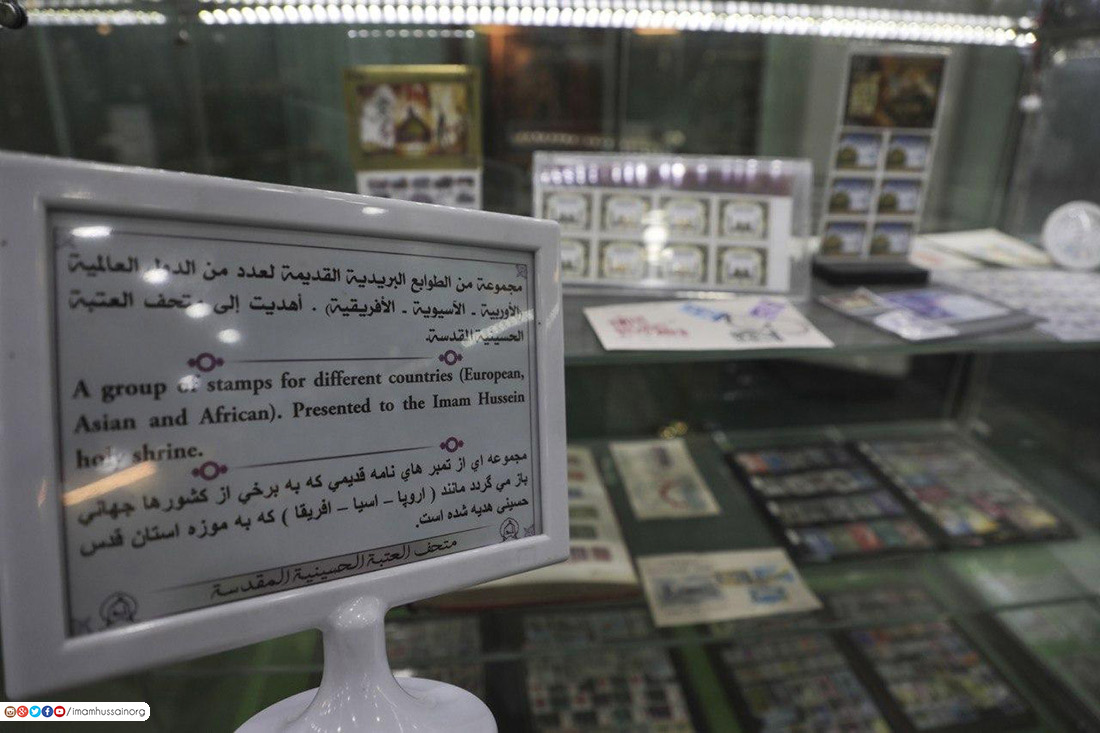 مجموعة من الطوابع البريدية القديمة لعدد من الدول العالمية
(الأوربية ـ الآسيوية ـ الأفريقية) . أهديت إلى متحف العتبة
الحسينية المقدسة.
A group of stamps for different countries (European,
Asian and African). Presented to the Imam Hussein
holy shrine.
مجموعه اي از تمبر هاي نامه قديمي كه به برخي از كشورها جهاني
باز مي گردد مانند ( اروپا – اسيا – افريقا ) كه به موزه استان قدس
حسيني هديه شده است.
متحف العتبة الحسينية المقدسة
/imamhussainorg